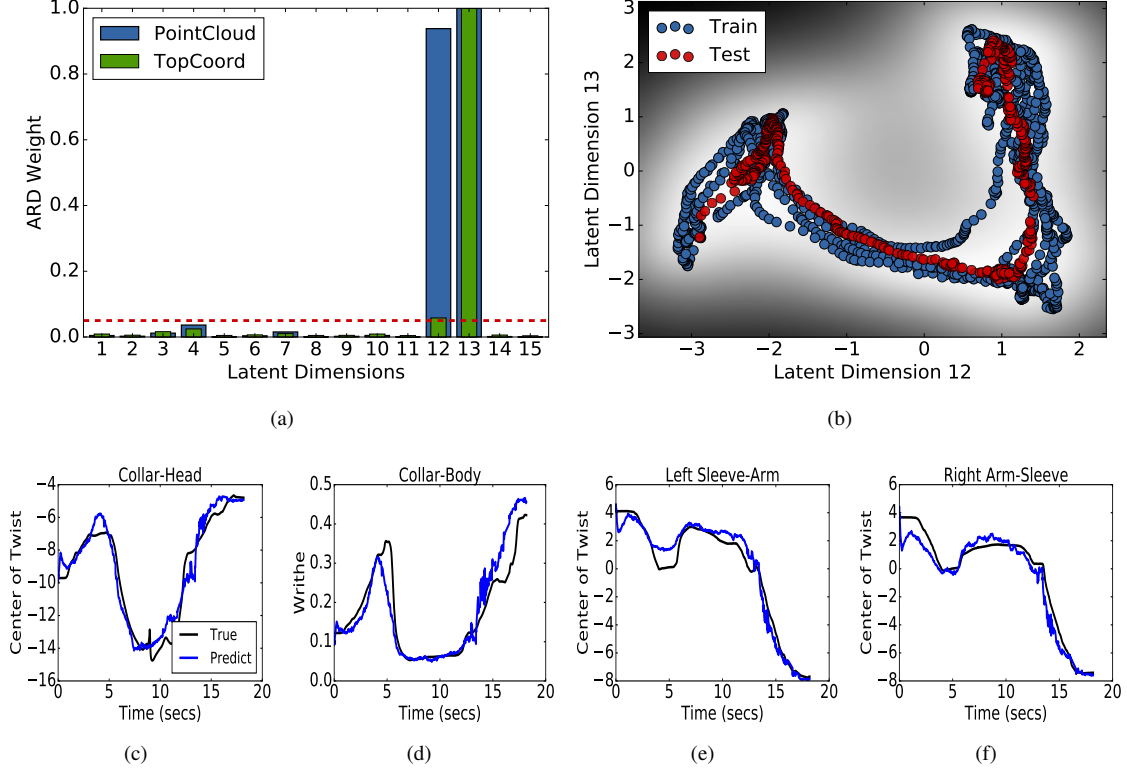 1.0
0.8
0.6
0.4
0.2
0.0
ARD Weight
PointCloud
TopCoord
1 2 3 4 5 6 7 8 9 10 11 12 13 14 15
Latent Dimensions
(a)
3
2
1
0
−1
−2
−3
Latent Dimension 13
Train
Test
−3 −2 −1 0 1 2
Latent Dimension 12
(b)
Collar-Head
−4
−6
−8
−10
−12
−14
−16
Center of Twist
True
Predict
0 5 10 15 20
Time (secs)
(c)
Collar-Body
0.5
0.4
0.3
0.2
0.1
0.0
Writhe
0 5 10 15 20
Time (secs)
(d)
Left Sleeve-Arm
6
4
2
0
−2
−4
−6
−8
Center of Twist
0 5 10 15 20
Time (secs)
(e)
Right Arm-Sleeve
6
4
2
0
−2
−4
−6
−8
Center of Twist
0 5 10 15 20
Time (secs)
(f)